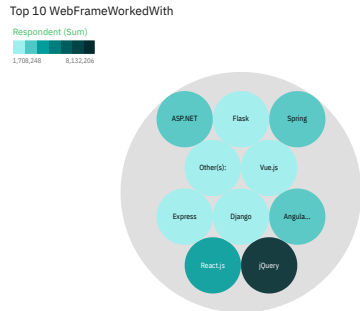 Top 10 WebFrameWorkedWith
Respondent (Sum)
1,708,248 8,132,206
ASP.NET Flask Spring
Other(s): Vue.js
Express Django Angula...
React.js jQuery